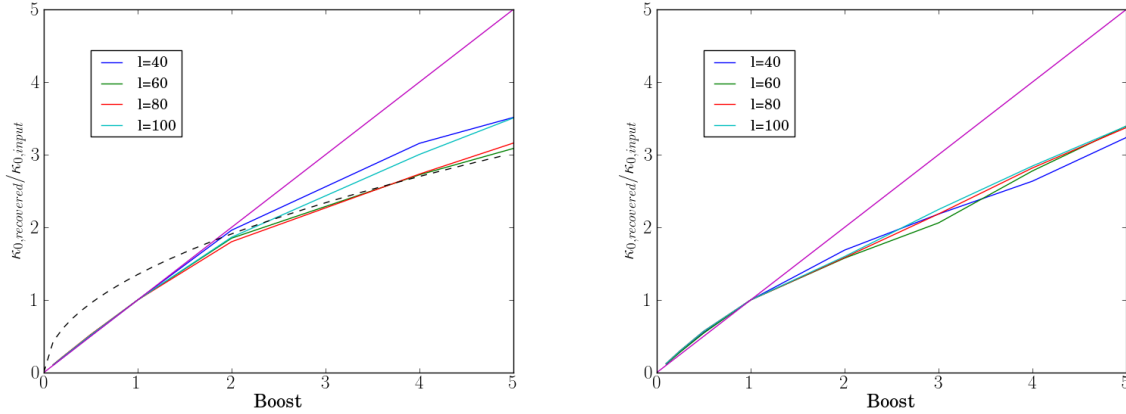 5
4
3
2
1
0
κ0,recovered/κ0,input
l=40
l=60
l=80
l=100
0 1 2 3 4 5
Boost
5
4
3
2
1
0
κ0,recovered/κ0,input
l=40
l=60
l=80
l=100
0 1 2 3 4 5
Boost